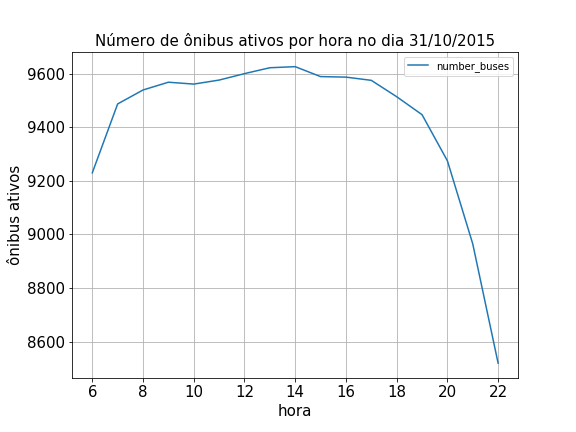 Número de ônibus ativos por hora no dia 31/10/2015
number_buses
9600
9400
9200
9000
8800
8600
ônibus ativos
6 8 10 12 14 16 18 20 22
hora